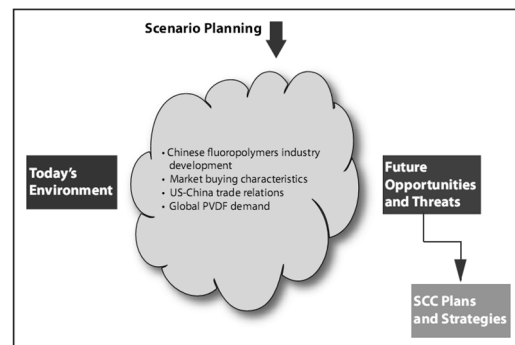 Scenario Planning
• Chinese fluoropolymers industry
development
• Market buying characteristics
• US-China trade relations
• Global PVDF demand
Today's
Environment
Future
Opportunities
and Threats
SCC Plans
and Strategies